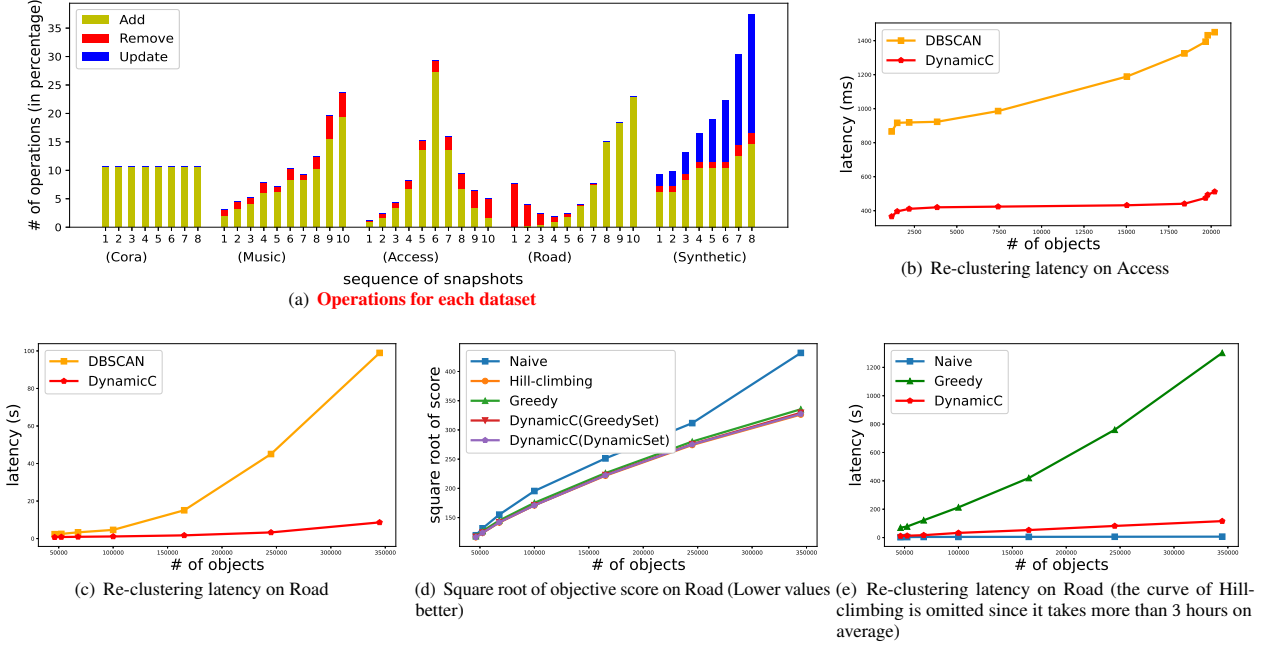 # of operations (in percentage)
35
30
25
20
15
10
5
0
Add
Remove
Update
1 2 3 4 5 6 7 8
1 2 3 4 5 6 7 8 9 10
1 2 3 4 5 6 7 8 9 10
1 2 3 4 5 6 7 8 9 10
1 2 3 4 5 6 7 8
(Cora) (Music) (Access) (Road) (Synthetic)
sequence of snapshots
(a) Operations for each dataset
latency (ms)
1400
1200
1000
800
600
400
DBSCAN
DynamicC
2500 5000 7500 10000 12500 15000 17500 20000
# of objects
(b) Re-clustering latency on Access
latency (s)
100
80
60
40
20
0
DBSCAN
DynamicC
50000 100000 150000 200000 250000 300000 350000
# of objects
(c) Re-clustering latency on Road
square root of score
400
350
300
250
200
150
Naive
Hill-climbing
Greedy
DynamicC(GreedySet)
DynamicC(DynamicSet)
50000 100000 150000 200000 250000 300000 350000
# of objects
(d) Square root of objective score on Road (Lower values
better)
latency (s)
1200
1000
800
600
400
200
0
Naive
Greedy
DynamicC
50000 100000 150000 200000 250000 300000 350000
# of objects
(e) Re-clustering latency on Road (the curve of Hill-
climbing is omitted since it takes more than 3 hours on
average)